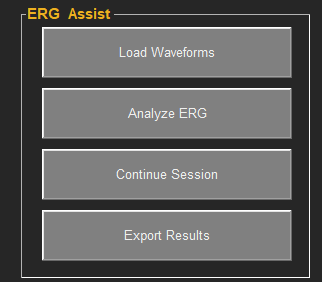 ERG Assist
Load Waveforms
Analyze ERG
Continue Session
Export Results